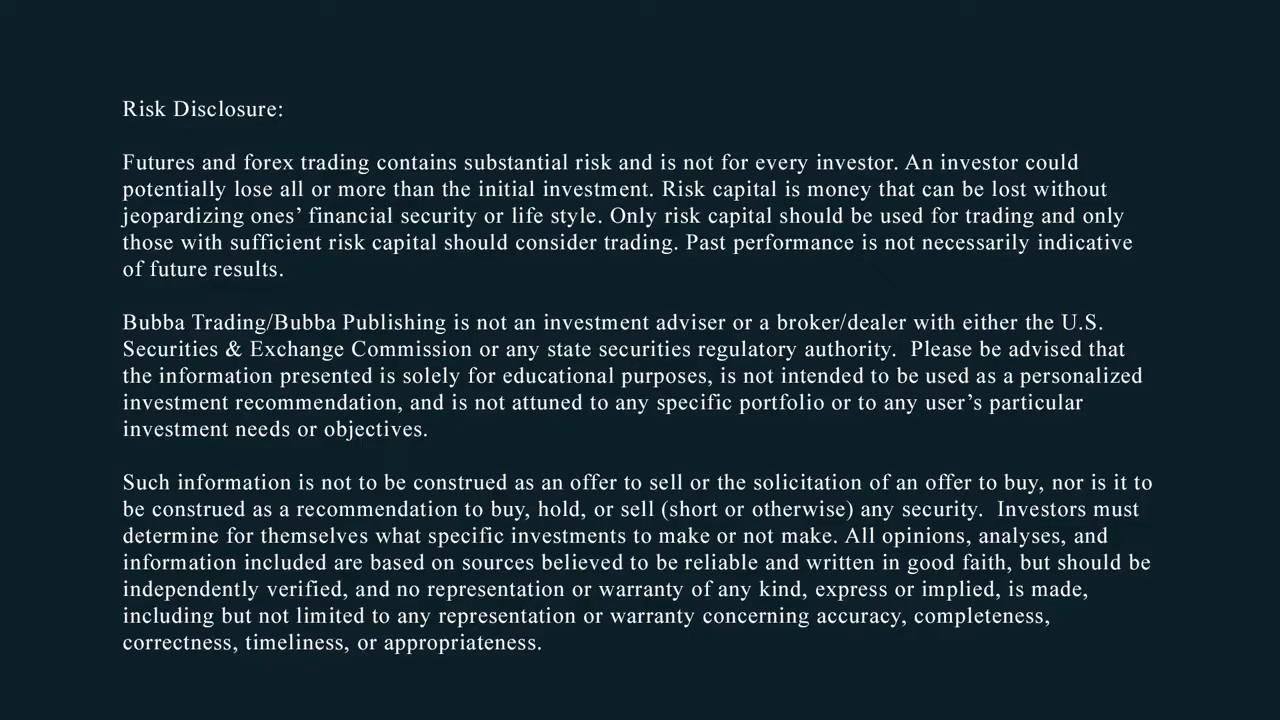 Risk Disclosure:
Futures and forex trading contains substantial risk and is not for every investor. An investor could
potentially lose all or more than the initial investment. Risk capital is money that can be lost without
jeopardizing ones’ financial security or life style. Only risk capital should be used for trading and only
those with sufficient risk capital should consider trading. Past performance is not necessarily indicative
of future results.
Bubba Trading/Bubba Publishing is not an investment adviser or a broker/dealer with either the U.S.
Securities & Exchange Commission or any state securities regulatory authority.  Please be advised that
the information presented is solely for educational purposes, is not intended to be used as a personalized
investment recommendation, and is not attuned to any specific portfolio or to any user’s particular
investment needs or objectives.
Such information is not to be construed as an offer to sell or the solicitation of an offer to buy, nor is it to
be construed as a recommendation to buy, hold, or sell (short or otherwise) any security.  Investors must
determine for themselves what specific investments to make or not make. All opinions, analyses, and
information included are based on sources believed to be reliable and written in good faith, but should be
independently verified, and no representation or warranty of any kind, express or implied, is made,
including but not limited to any representation or warranty concerning accuracy, completeness,
correctness, timeliness, or appropriateness.